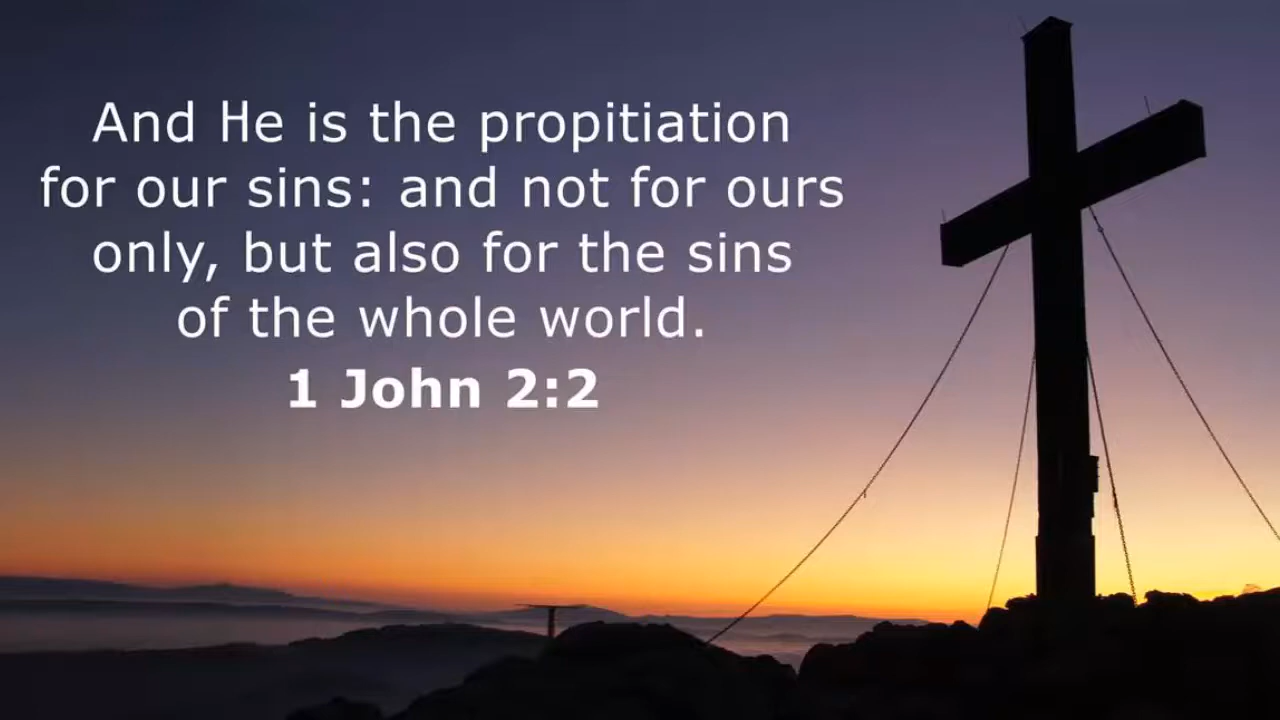 And He is the propitiation
for our sins: and not for ours
only, but also for the sins
of the whole world.
1 John 2:2